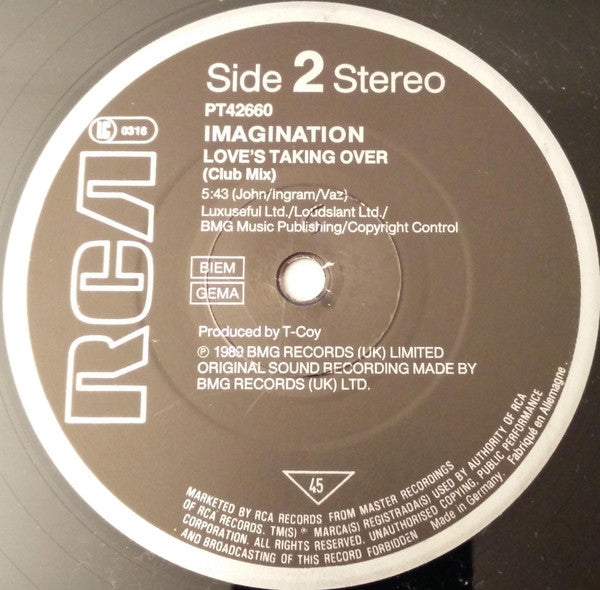 Side 2 Stereo
PT42660
LC 0316
IMAGINATION
LOVE'S TAKING OVER
(Club Mix)
5:43 (John/Ingram/Vaz)
Luxuseful Ltd./Loudslant Ltd./
BMG Music Publishing/Copyright Control
RCA
BIEM
GEMA
Produced by T-Coy
℗ 1989 BMG RECORDS (UK) LIMITED
ORIGINAL SOUND RECORDING MADE BY
BMG RECORDS (UK) LTD.
45
MARKETED BY RCA RECORDS FROM MASTER RECORDINGS
OF RCA RECORDS. TM(S) ® MARCA(S) REGISTRADA(S) USED BY AUTHORITY OF RCA
CORPORATION. ALL RIGHTS RESERVED. UNAUTHORISED COPYING, PUBLIC PERFORMANCE
AND BROADCASTING OF THIS RECORD FORBIDDEN Made in Germany. Fabriqué en Allemagne.